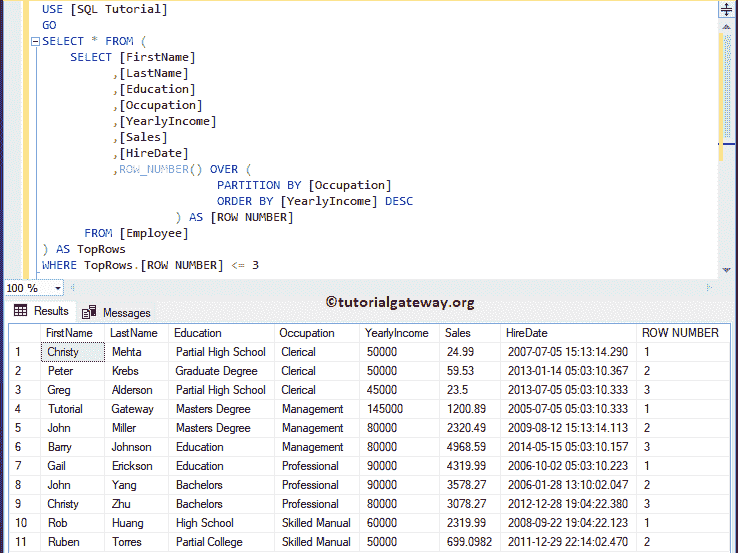 USE [SQL Tutorial]
GO
SELECT * FROM (
SELECT [FirstName]
,[LastName]
,[Education]
,[Occupation]
,[YearlyIncome]
,[Sales]
,[HireDate]
,ROW_NUMBER() OVER (
PARTITION BY [Occupation]
ORDER BY [YearlyIncome] DESC
) AS [ROW NUMBER]
FROM [Employee]
) AS TopRows
WHERE TopRows.[ROW NUMBER] <= 3
100 %
©tutorialgateway.org
Results Messages
FirstName LastName Education Occupation YearlyIncome Sales HireDate ROW NUMBER
1 Christy Mehta Partial High School Clerical 50000 24.99 2007-07-05 15:13:14.290 1
2 Peter Krebs Graduate Degree Clerical 50000 59.53 2013-01-14 05:03:10.367 2
3 Greg Alderson Partial High School Clerical 45000 23.5 2013-07-05 05:03:10.333 3
4 Tutorial Gateway Masters Degree Management 145000 1200.89 2005-07-05 05:03:10.333 1
5 John Miller Masters Degree Management 80000 2320.49 2009-08-12 15:13:14.113 2
6 Barry Johnson Education Management 80000 4968.59 2014-05-15 05:03:10.157 3
7 Gail Erickson Education Professional 90000 4319.99 2006-10-02 05:03:10.223 1
8 John Yang Bachelors Professional 90000 3578.27 2006-01-28 13:10:02.047 2
9 Christy Zhu Bachelors Professional 80000 3078.27 2012-12-28 19:04:22.380 3
10 Rob Huang High School Skilled Manual 60000 2319.99 2008-09-22 19:04:22.123 1
11 Ruben Torres Partial College Skilled Manual 50000 699.0982 2011-12-29 22:14:02.470 2